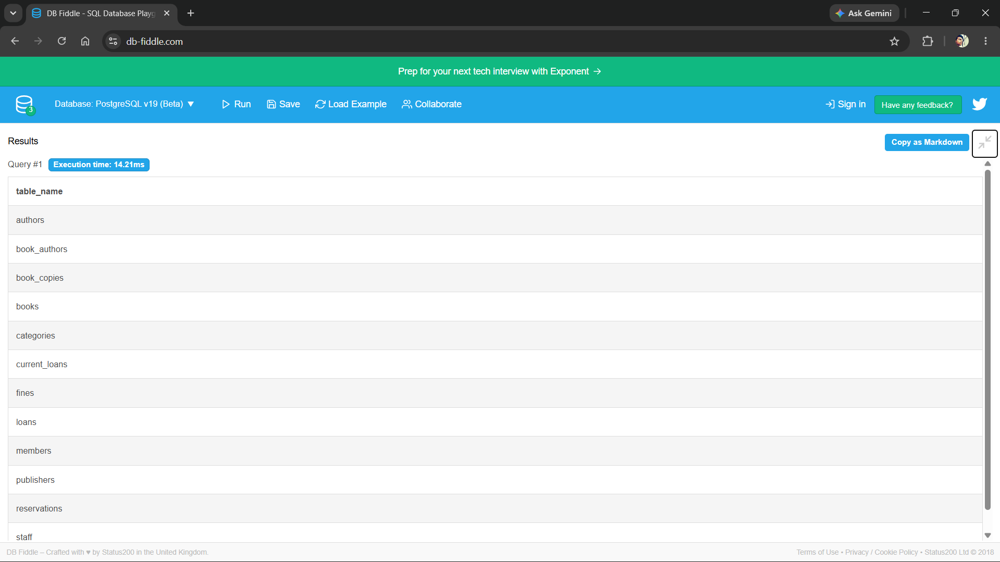 DB Fiddle - SQL Database Playg
Ask Gemini
db-fiddle.com
Prep for your next tech interview with Exponent →
3
Database: PostgreSQL v19 (Beta) ▼
Run
Save
Load Example
Collaborate
Sign in
Have any feedback?
Results
Copy as Markdown
Query #1
Execution time: 14.21ms
table_name
authors
book_authors
book_copies
books
categories
current_loans
fines
loans
members
publishers
reservations
staff
DB Fiddle – Crafted with ♥ by Status200 in the United Kingdom.
Terms of Use • Privacy / Cookie Policy • Status200 Ltd © 2018